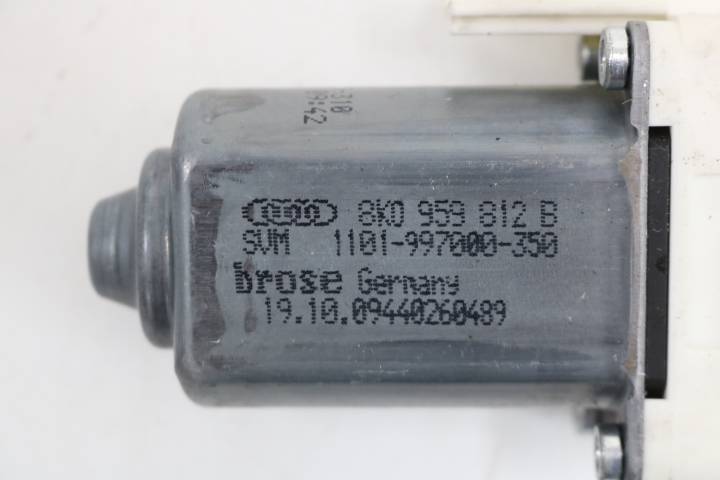 8K0 959 812 B
SVM 1101-997000-350
brose Germany
19.10.09440260489